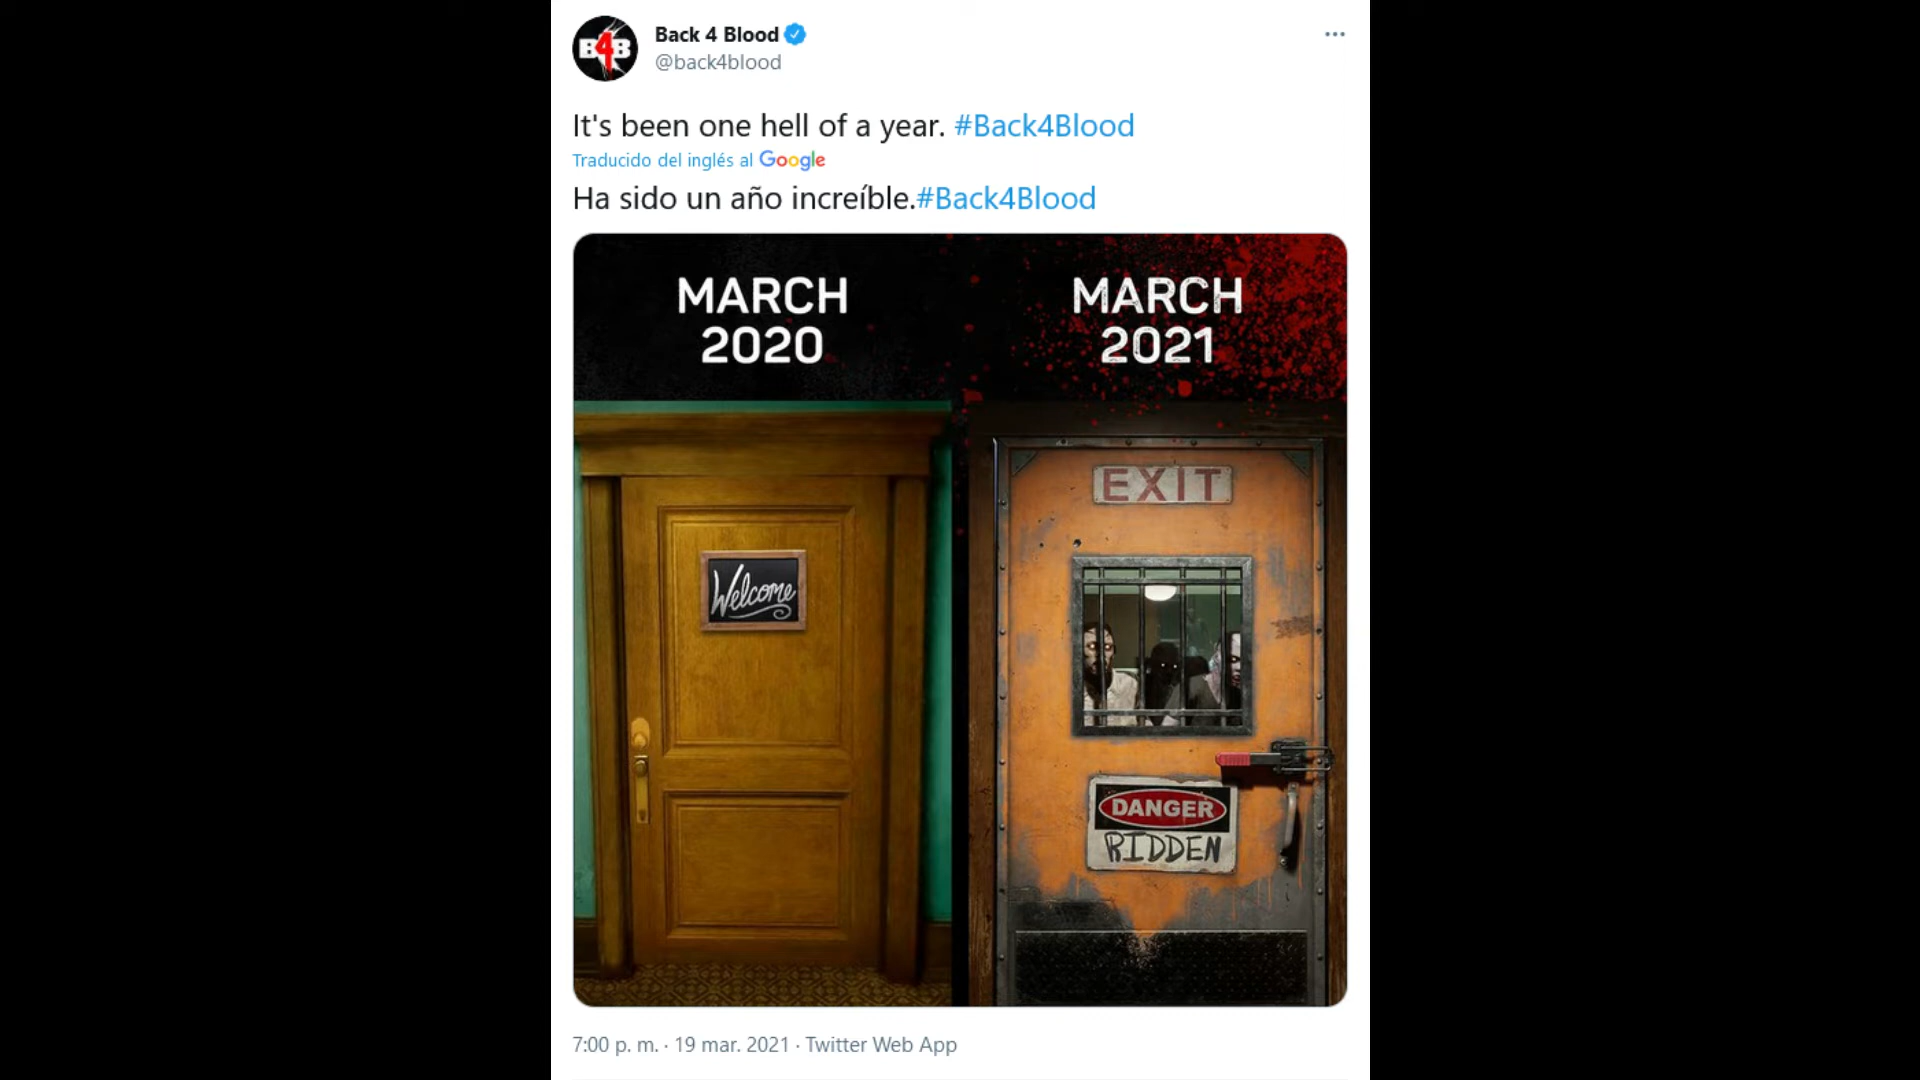 B4B
Back 4 Blood
@back4blood
It's been one hell of a year. #Back4Blood
Traducido del inglés al Google
Ha sido un año increíble.#Back4Blood
MARCH
2020
MARCH
2021
Welcome
EXIT
DANGER
RIDDEN
7:00 p. m. · 19 mar. 2021 · Twitter Web App